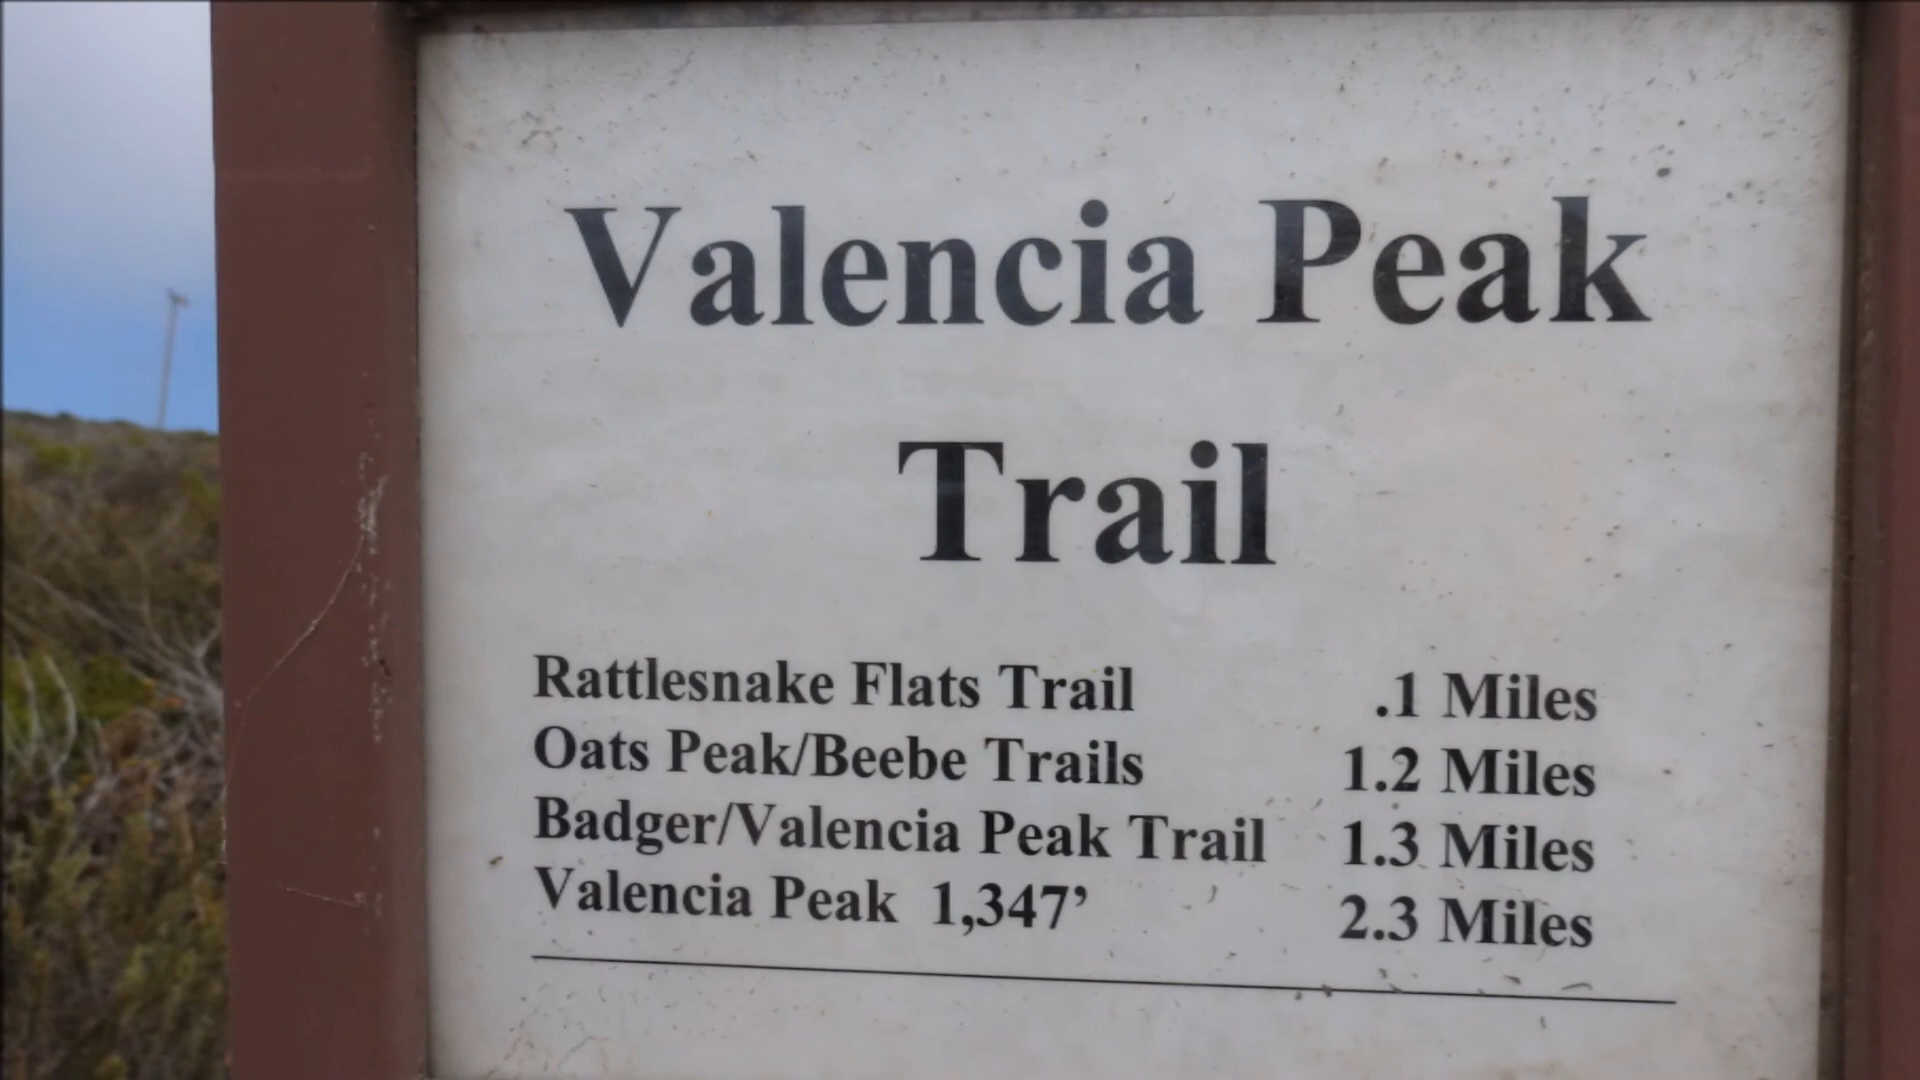 Valencia Peak
Trail
Rattlesnake Flats Trail .1 Miles
Oats Peak/Beebe Trails 1.2 Miles
Badger/Valencia Peak Trail 1.3 Miles
Valencia Peak 1,347’ 2.3 Miles